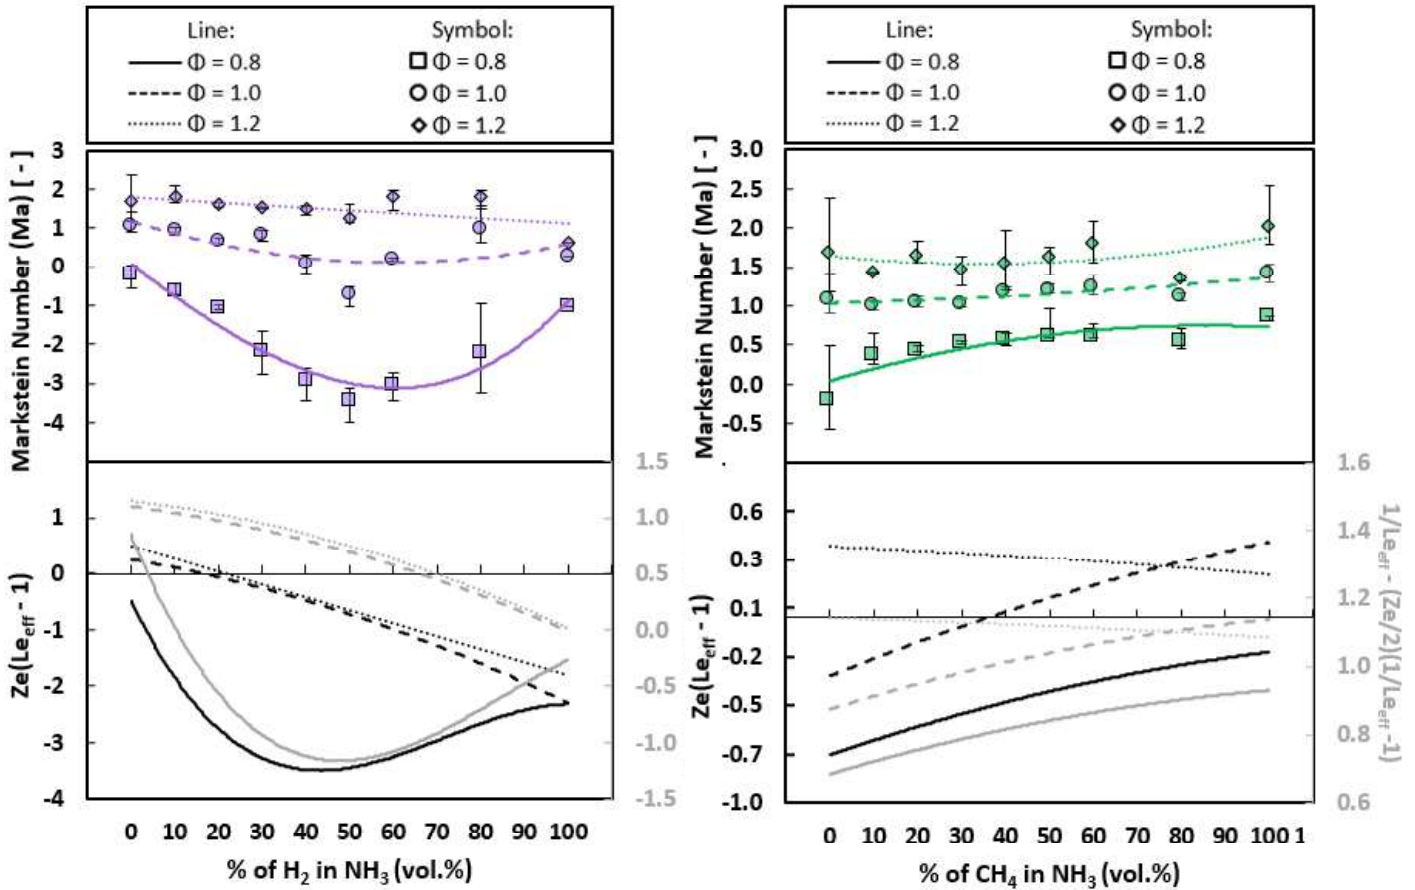 Line: Symbol:
Φ = 0.8 Φ = 0.8
Φ = 1.0 Φ = 1.0
Φ = 1.2 Φ = 1.2
Markstein Number (Ma) [ - ]
3
2
1
0
-1
-2
-3
-4
Ze(Le_eff - 1)
1
0
-1
-2
-3
-4
1.5
1.0
0.5
0.0
-0.5
-1.0
-1.5
0 10 20 30 40 50 60 70 80 90 100
% of H₂ in NH₃ (vol.%)
Line: Symbol:
Φ = 0.8 Φ = 0.8
Φ = 1.0 Φ = 1.0
Φ = 1.2 Φ = 1.2
Markstein Number (Ma) [ - ]
3.0
2.5
2.0
1.5
1.0
0.5
0.0
-0.5
Ze(Le_eff - 1)
0.6
0.3
0.1
-0.2
-0.5
-0.7
-1.0
1.6
1.4
1.2
1.0
0.8
0.6
1/Le_eff - (Ze/2)(1/Le_eff -1)
0 10 20 30 40 50 60 70 80 90 100 1
% of CH₄ in NH₃ (vol.%)